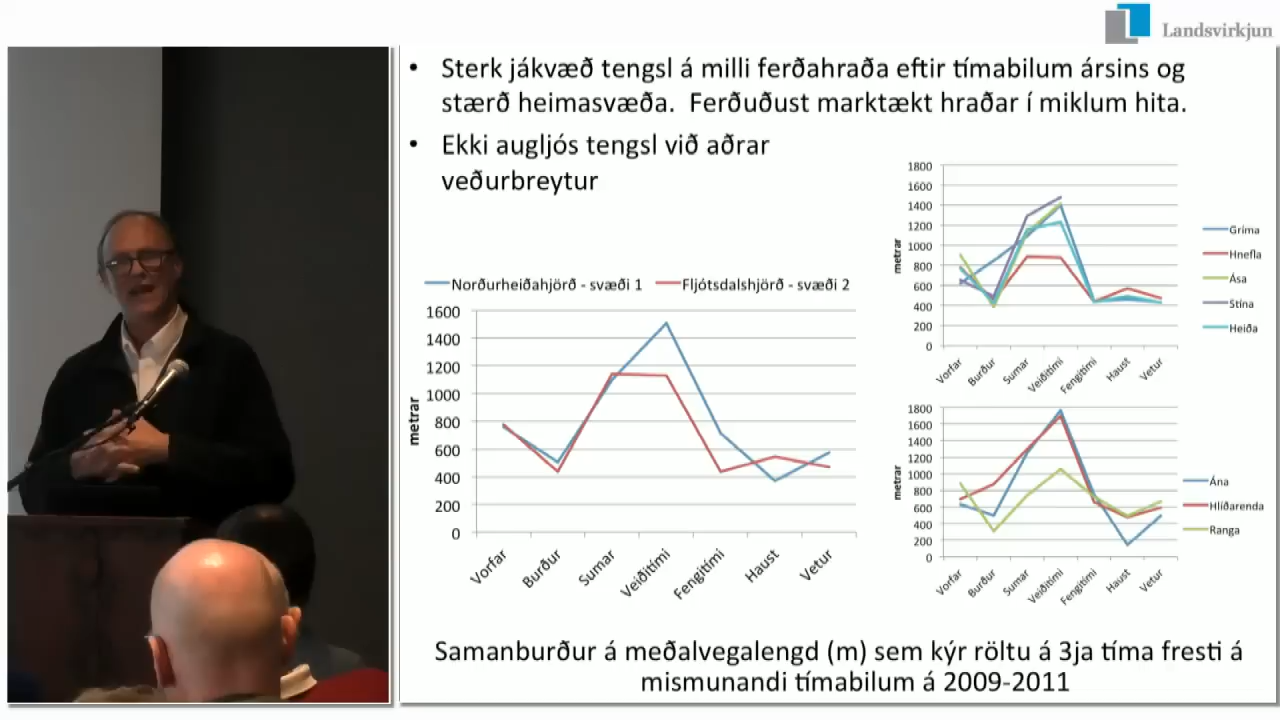 Landsvirkjun
• Sterk jákvæð tengsl á milli ferðahraða eftir tímabilum ársins og
stærð heimasvæða. Ferðuðust marktækt hraðar í miklum hita.
• Ekki augljós tengsl við aðrar
veðurbreytur
Norðurheiðahjörð - svæði 1
Fljótsdalshjörð - svæði 2
metrar
1600
1400
1200
1000
800
600
400
200
0
Vorfar
Burður
Sumar
Veiðitími
Fengitími
Haust
Vetur
metrar
1800
1600
1400
1200
1000
800
600
400
200
0
Vorfar
Burður
Sumar
Veiðitími
Fengitími
Haust
Vetur
Gríma
Hnefla
Ása
Stína
Heiða
metrar
1800
1600
1400
1200
1000
800
600
400
200
0
Vorfar
Burður
Sumar
Veiðitími
Fengitími
Haust
Vetur
Ána
Hlíðarenda
Ranga
Samanburður á meðalvegalengd (m) sem kýr röltu á 3ja tíma fresti á
mismunandi tímabilum á 2009-2011